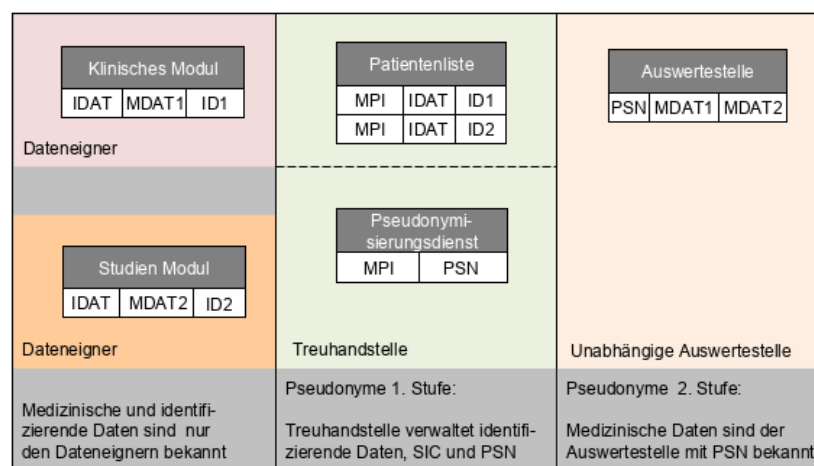 Klinisches Modul
IDAT MDAT1 ID1
Dateneigner
Studien Modul
IDAT MDAT2 ID2
Dateneigner
Medizinische und identifi-
zierende Daten sind nur
den Dateneignern bekannt
Patientenliste
MPI IDAT ID1
MPI IDAT ID2
Pseudonymi-
sierungsdienst
MPI PSN
Treuhandstelle
Pseudonyme 1. Stufe:
Treuhandstelle verwaltet identifi-
zierende Daten, SIC und PSN
Auswertestelle
PSN MDAT1 MDAT2
Unabhängige Auswertestelle
Pseudonyme 2. Stufe:
Medizinische Daten sind der
Auswertestelle mit PSN bekannt